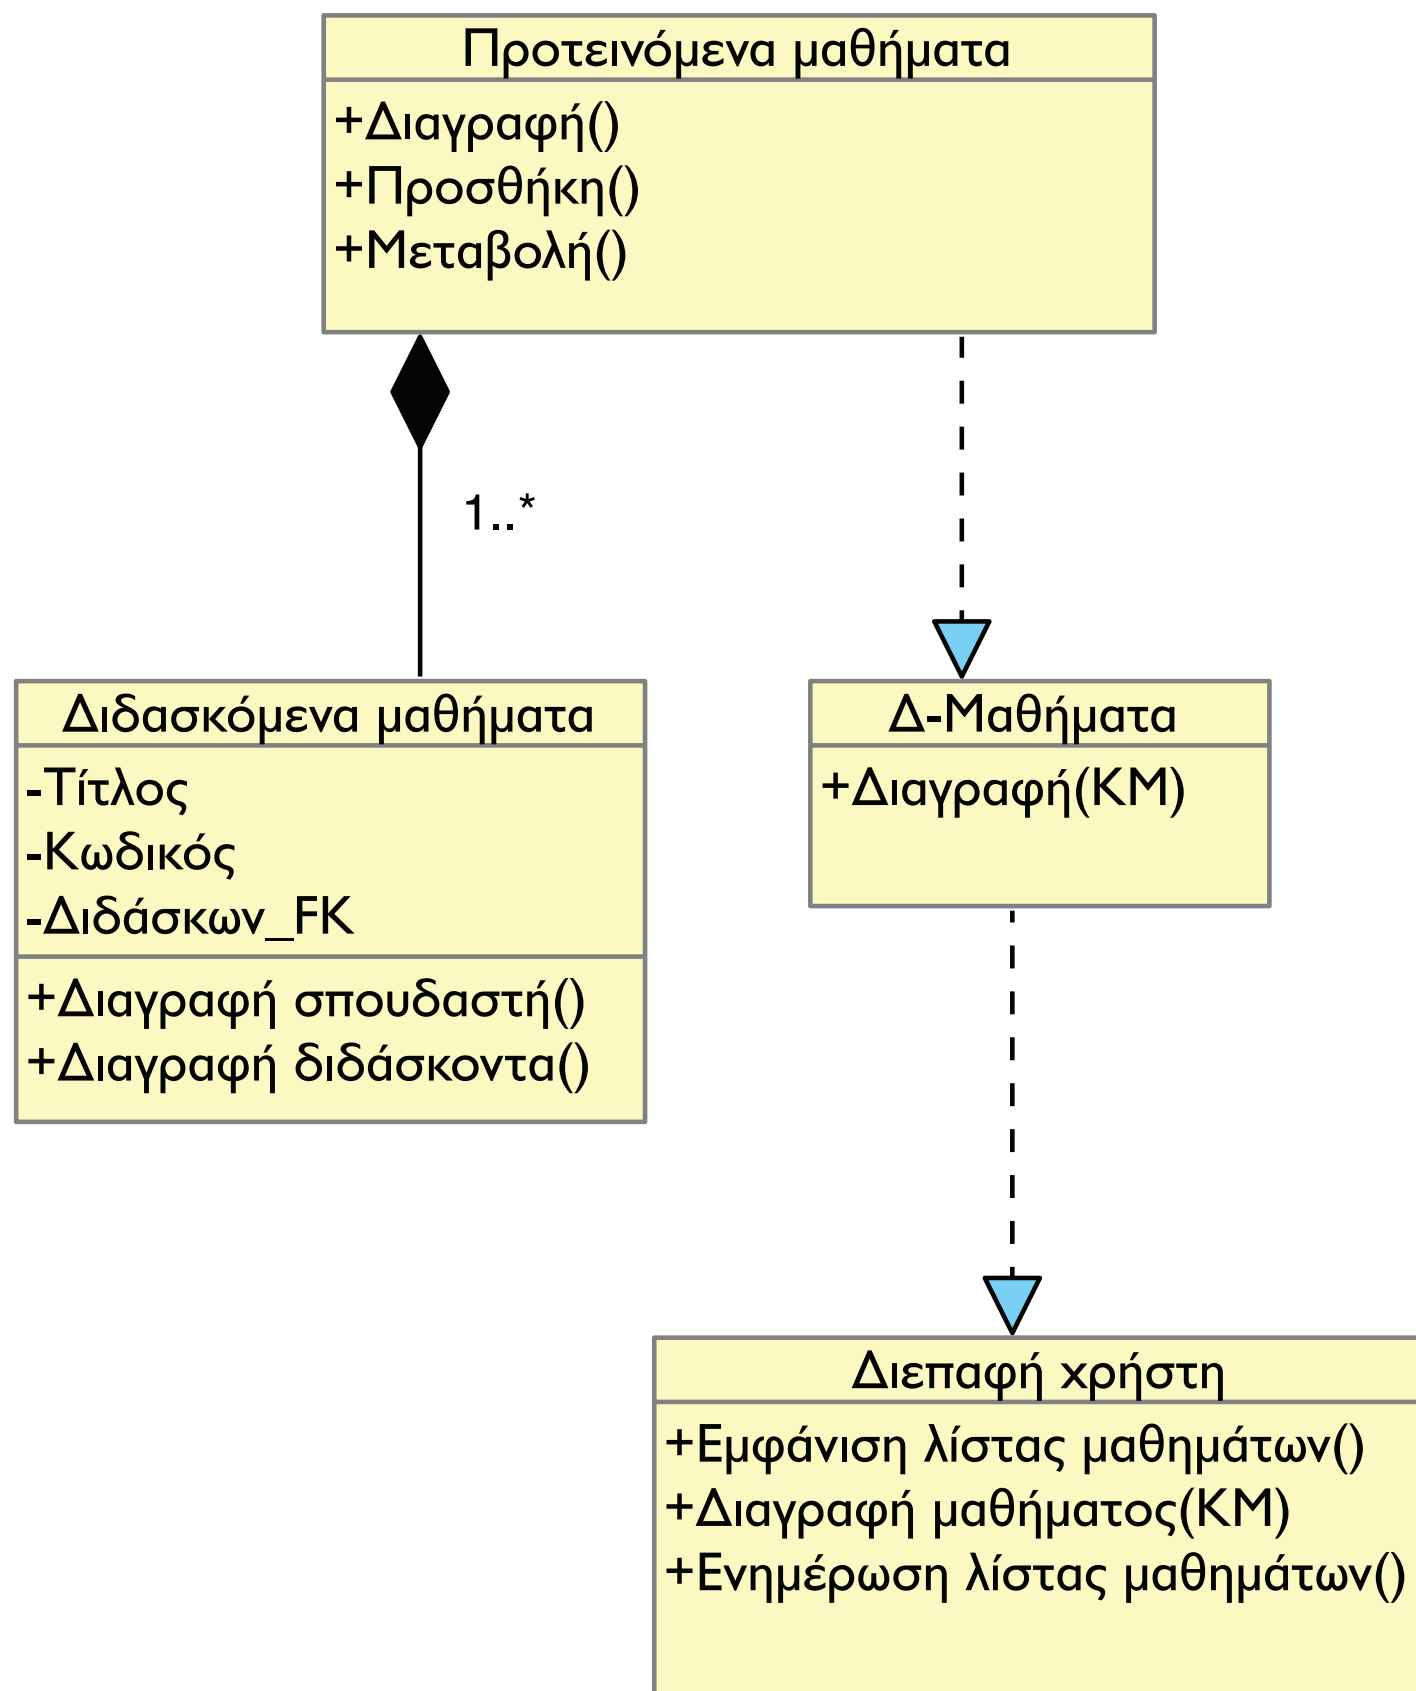 Προτεινόμενα μαθήματα
+Διαγραφή()
+Προσθήκη()
+Μεταβολή()
1..*
Διδασκόμενα μαθήματα
-Τίτλος
-Κωδικός
-Διδάσκων_FK
+Διαγραφή σπουδαστή()
+Διαγραφή διδάσκοντα()
Δ-Μαθήματα
+Διαγραφή(ΚΜ)
Διεπαφή χρήστη
+Εμφάνιση λίστας μαθημάτων()
+Διαγραφή μαθήματος(ΚΜ)
+Ενημέρωση λίστας μαθημάτων()